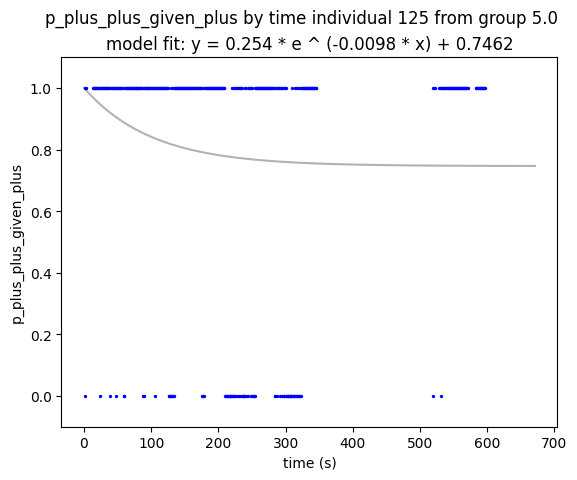 p_plus_plus_given_plus by time individual 125 from group 5.0
model fit: y = 0.254 * e ^ (-0.0098 * x) + 0.7462
p_plus_plus_given_plus
1.0
0.8
0.6
0.4
0.2
0.0
0 100 200 300 400 500 600 700
time (s)